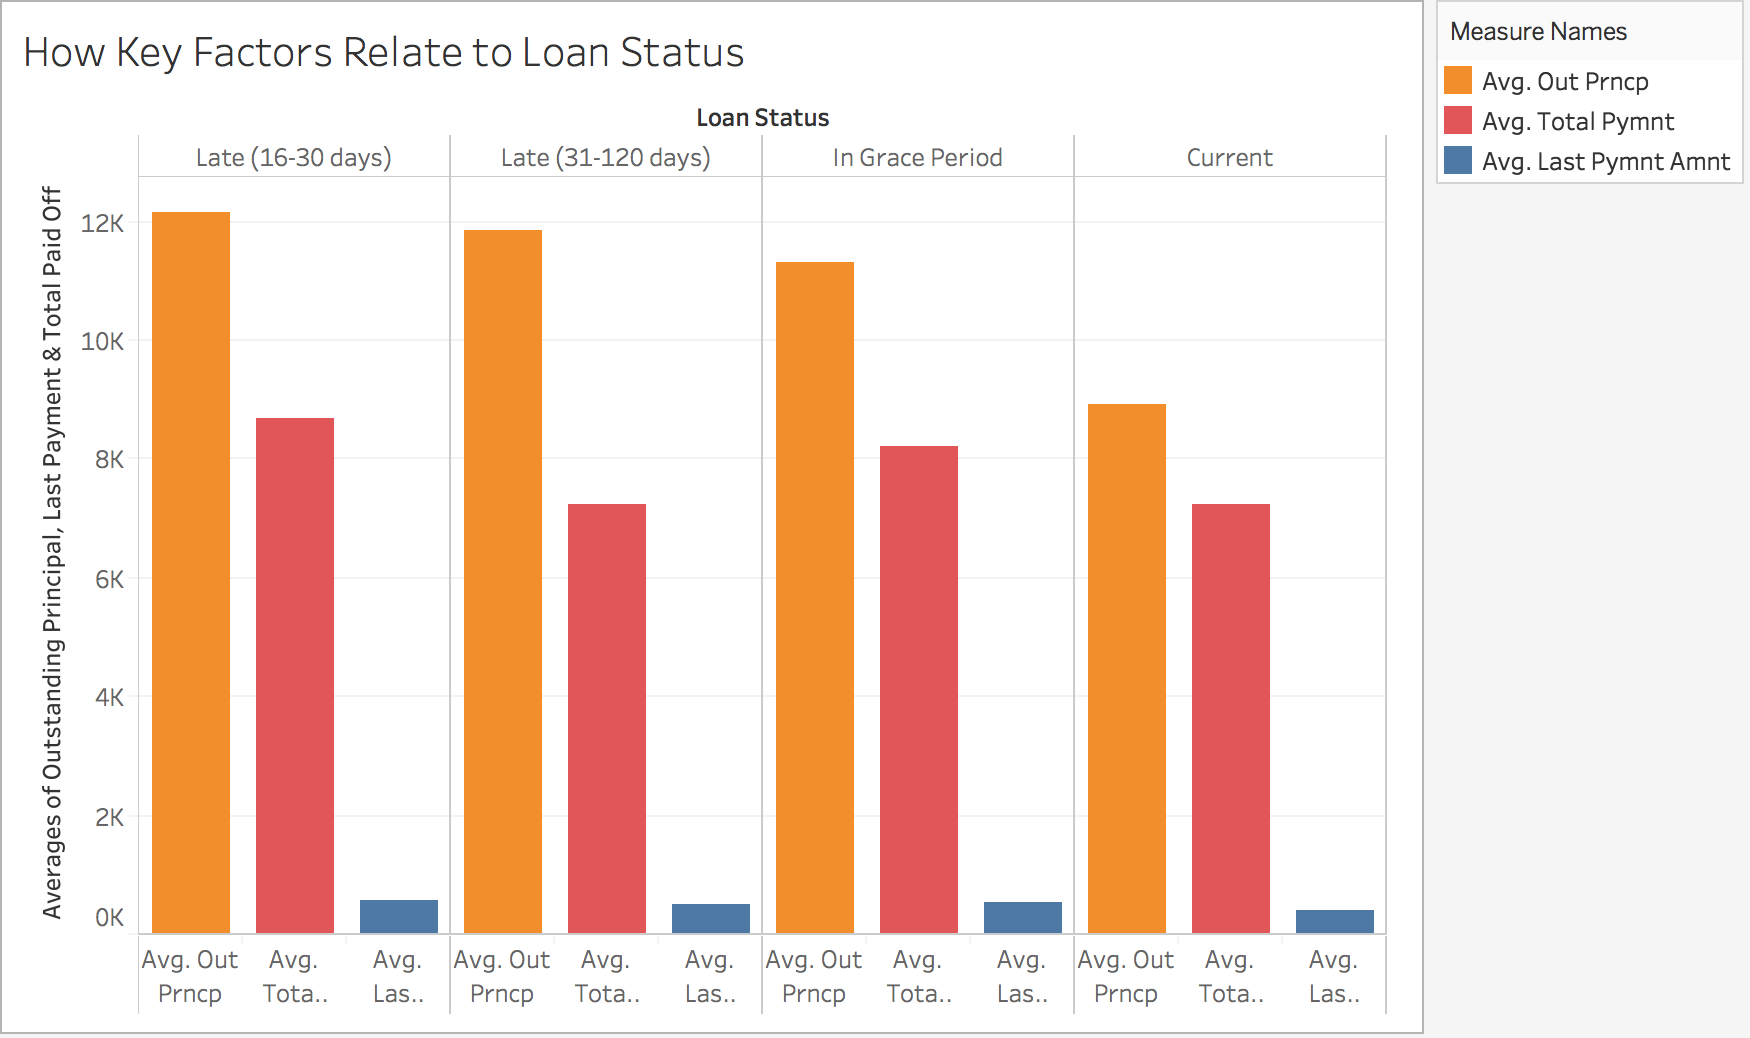 How Key Factors Relate to Loan Status
Loan Status
Late (16-30 days)
Late (31-120 days)
In Grace Period
Current
Averages of Outstanding Principal, Last Payment & Total Paid Off
12K
10K
8K
6K
4K
2K
0K
Avg. Out
Prncp
Avg.
Tota..
Avg.
Las..
Avg. Out
Prncp
Avg.
Tota..
Avg.
Las..
Avg. Out
Prncp
Avg.
Tota..
Avg.
Las..
Avg. Out
Prncp
Avg.
Tota..
Avg.
Las..
Measure Names
Avg. Out Prncp
Avg. Total Pymnt
Avg. Last Pymnt Amnt